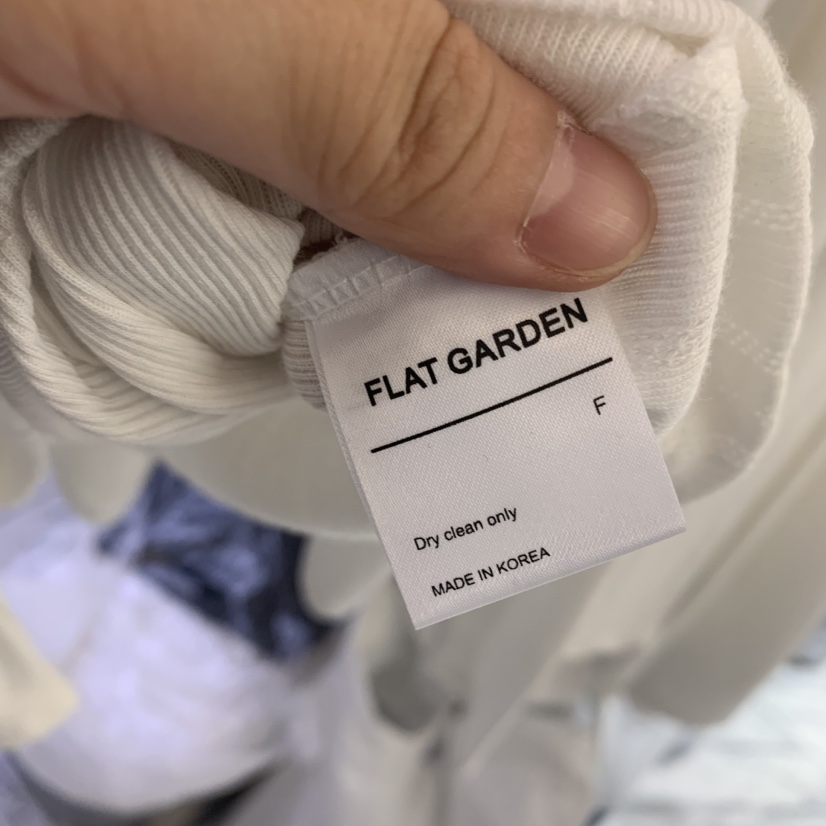 FLAT GARDEN
F
Dry clean only
MADE IN KOREA